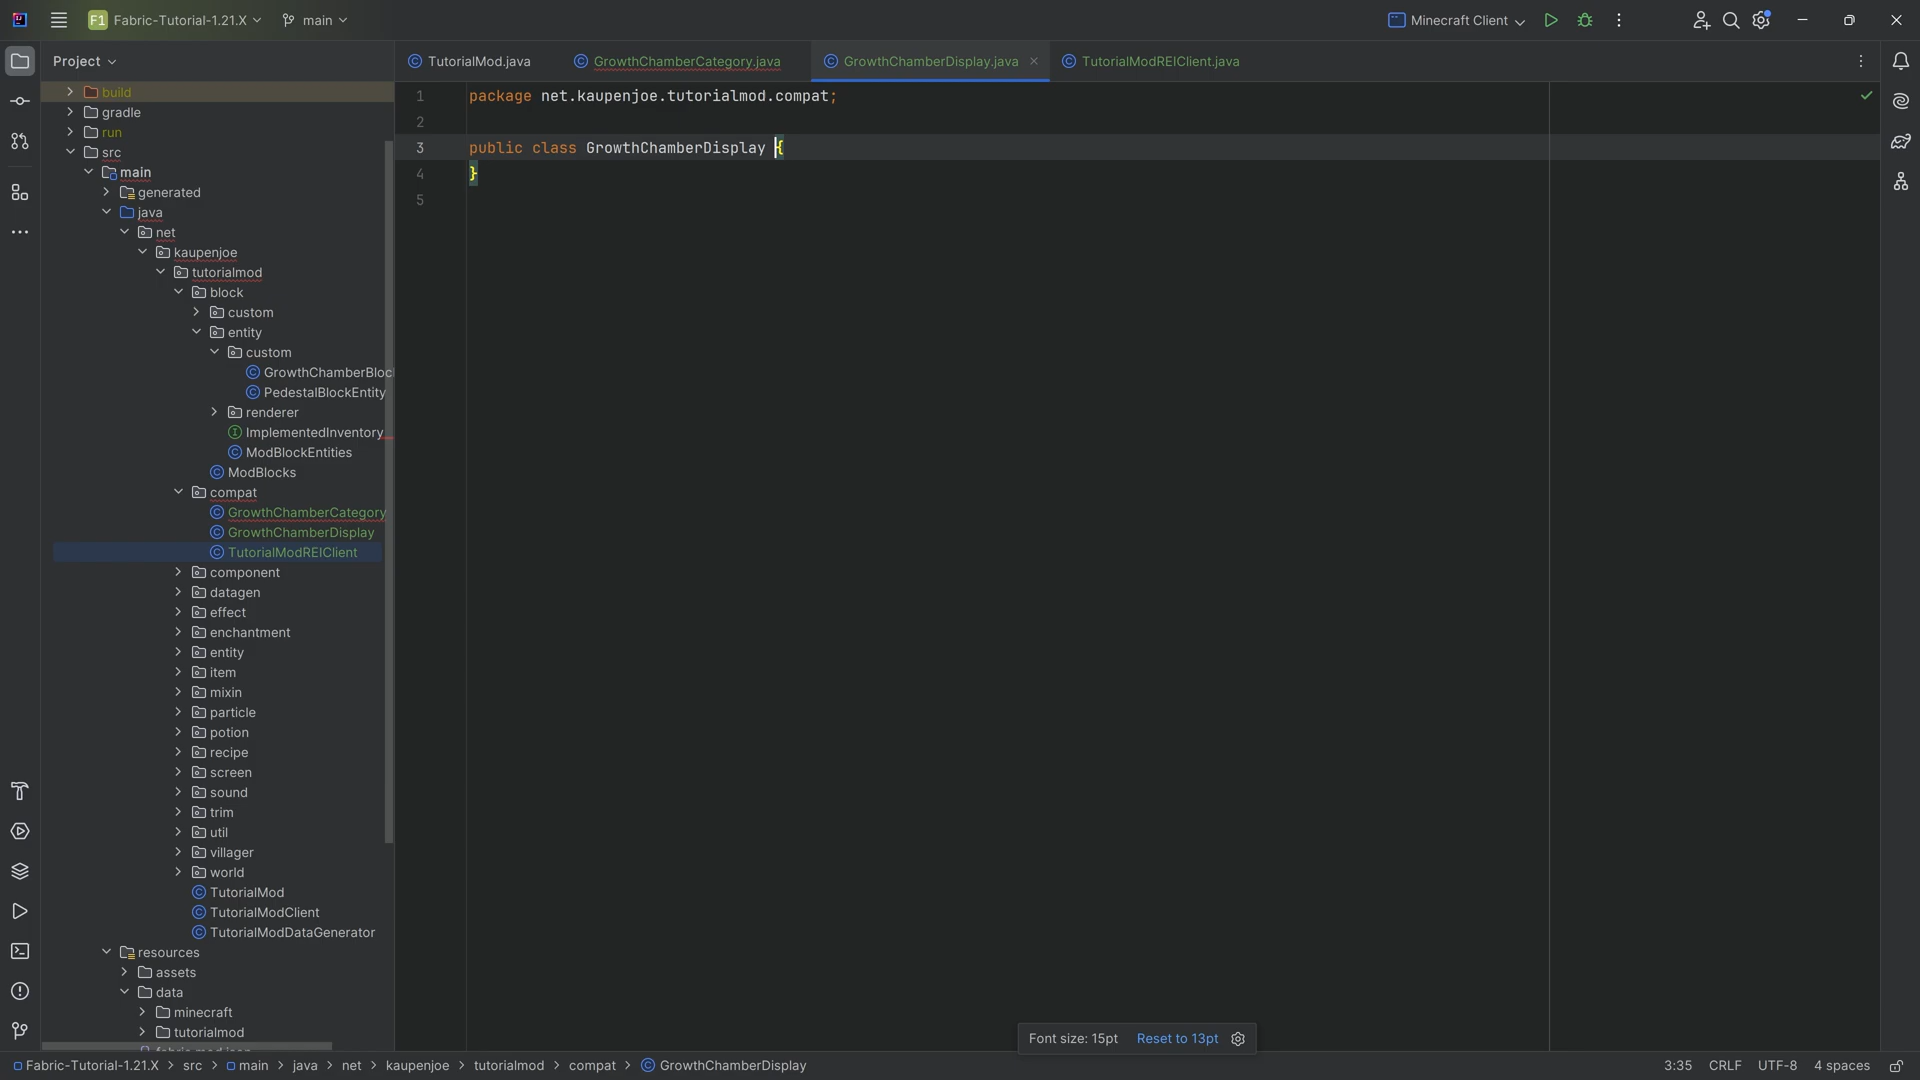 F1 Fabric-Tutorial-1.21.X main Minecraft Client
Project
TutorialMod.java GrowthChamberCategory.java GrowthChamberDisplay.java TutorialModREIClient.java
build
gradle
run
src
main
generated
java
net
kaupenjoe
tutorialmod
block
custom
entity
custom
GrowthChamberBloc
PedestalBlockEntity
renderer
ImplementedInventory
ModBlockEntities
ModBlocks
compat
GrowthChamberCategory
GrowthChamberDisplay
TutorialModREIClient
component
datagen
effect
enchantment
entity
item
mixin
particle
potion
recipe
screen
sound
trim
util
villager
world
TutorialMod
TutorialModClient
TutorialModDataGenerator
resources
assets
data
minecraft
tutorialmod
1 package net.kaupenjoe.tutorialmod.compat;
2
3 public class GrowthChamberDisplay {
4 }
5
Font size: 15pt Reset to 13pt
Fabric-Tutorial-1.21.X > src > main > java > net > kaupenjoe > tutorialmod > compat > GrowthChamberDisplay 3:35 CRLF UTF-8 4 spaces